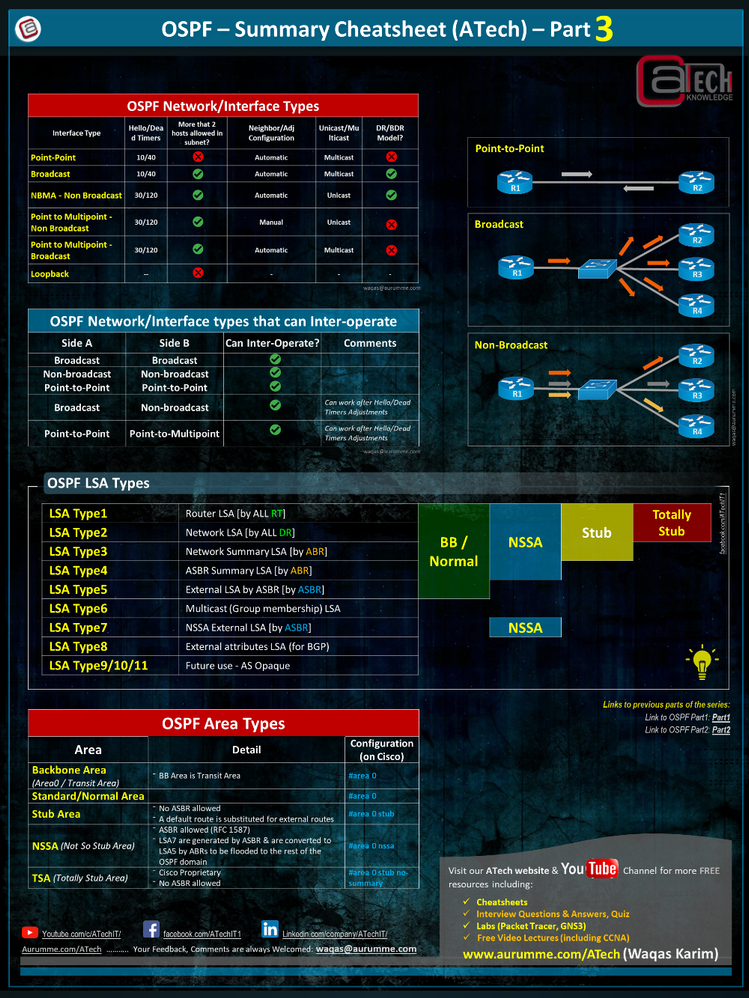 OSPF – Summary Cheatsheet (ATech) – Part 3
aTECH
KNOWLEDGE
OSPF Network/Interface Types
Interface Type Hello/Dea d Timers More that 2 hosts allowed in subnet? Neighbor/Adj Configuration Unicast/Mu lticast DR/BDR Model?
Point-Point 10/40 Automatic Multicast
Broadcast 10/40 Automatic Multicast
NBMA - Non Broadcast 30/120 Automatic Unicast
Point to Multipoint - Non Broadcast 30/120 Manual Unicast
Point to Multipoint - Broadcast 30/120 Automatic Multicast
Loopback -- - - -
waqas@aurumme.com
Point-to-Point
R1 R2
Broadcast
R1 R2 R3 R4
Non-Broadcast
R1 R2 R3 R4
waqas@aurumme.com
OSPF Network/Interface types that can Inter-operate
Side A Side B Can Inter-Operate? Comments
Broadcast Broadcast
Non-broadcast Non-broadcast
Point-to-Point Point-to-Point
Broadcast Non-broadcast Can work after Hello/Dead Timers Adjustments
Point-to-Point Point-to-Multipoint Can work after Hello/Dead Timers Adjustments
waqas@aurumme.com
OSPF LSA Types
LSA Type1 Router LSA [by ALL RT]
LSA Type2 Network LSA [by ALL DR]
LSA Type3 Network Summary LSA [by ABR]
LSA Type4 ASBR Summary LSA [by ABR]
LSA Type5 External LSA by ASBR [by ASBR]
LSA Type6 Multicast (Group membership) LSA
LSA Type7 NSSA External LSA [by ASBR]
LSA Type8 External attributes LSA (for BGP)
LSA Type9/10/11 Future use - AS Opaque
BB / Normal
NSSA
Stub
Totally Stub
NSSA
facebook.com/ATechIT1
Links to previous parts of the series:
Link to OSPF Part1: Part1
Link to OSPF Part2: Part2
OSPF Area Types
Area Detail Configuration (on Cisco)
Backbone Area (Area0 / Transit Area) - BB Area is Transit Area #area 0
Standard/Normal Area #area 0
Stub Area - No ASBR allowed
- A default route is substituted for external routes #area 0 stub
NSSA (Not So Stub Area) - ASBR allowed (RFC 1587)
- LSA7 are generated by ASBR & are converted to LSA5 by ABRs to be flooded to the rest of the OSPF domain #area 0 nssa
TSA (Totally Stub Area) - Cisco Proprietary
- No ASBR allowed #area 0 stub no-summary
Visit our ATech website & YouTube Channel for more FREE
resources including:
✓ Cheatsheets
✓ Interview Questions & Answers, Quiz
✓ Labs (Packet Tracer, GNS3)
✓ Free Video Lectures (including CCNA)
www.aurumme.com/ATech (Waqas Karim)
Youtube.com/c/ATechIT/ facebook.com/ATechIT1 Linkedin.com/company/ATechIT/
Aurumme.com/ATech ........... Your Feedback, Comments are always Welcomed: waqas@aurumme.com